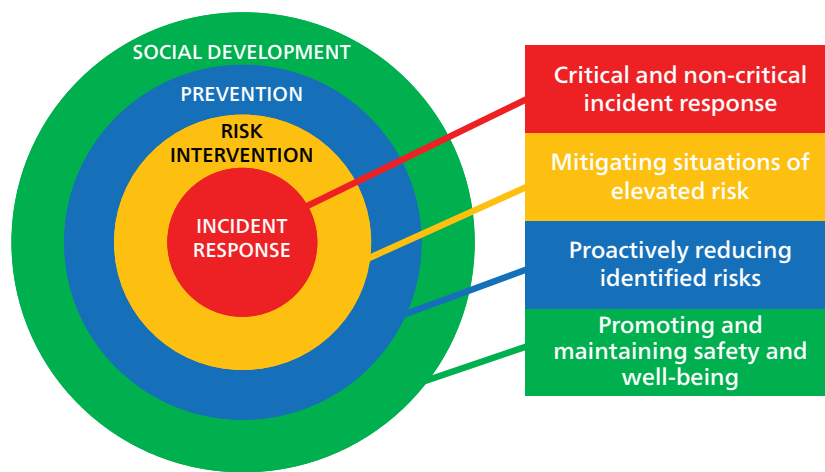 SOCIAL DEVELOPMENT
PREVENTION
RISK
INTERVENTION
INCIDENT
RESPONSE
Critical and non-critical
incident response
Mitigating situations of
elevated risk
Proactively reducing
identified risks
Promoting and
maintaining safety and
well-being